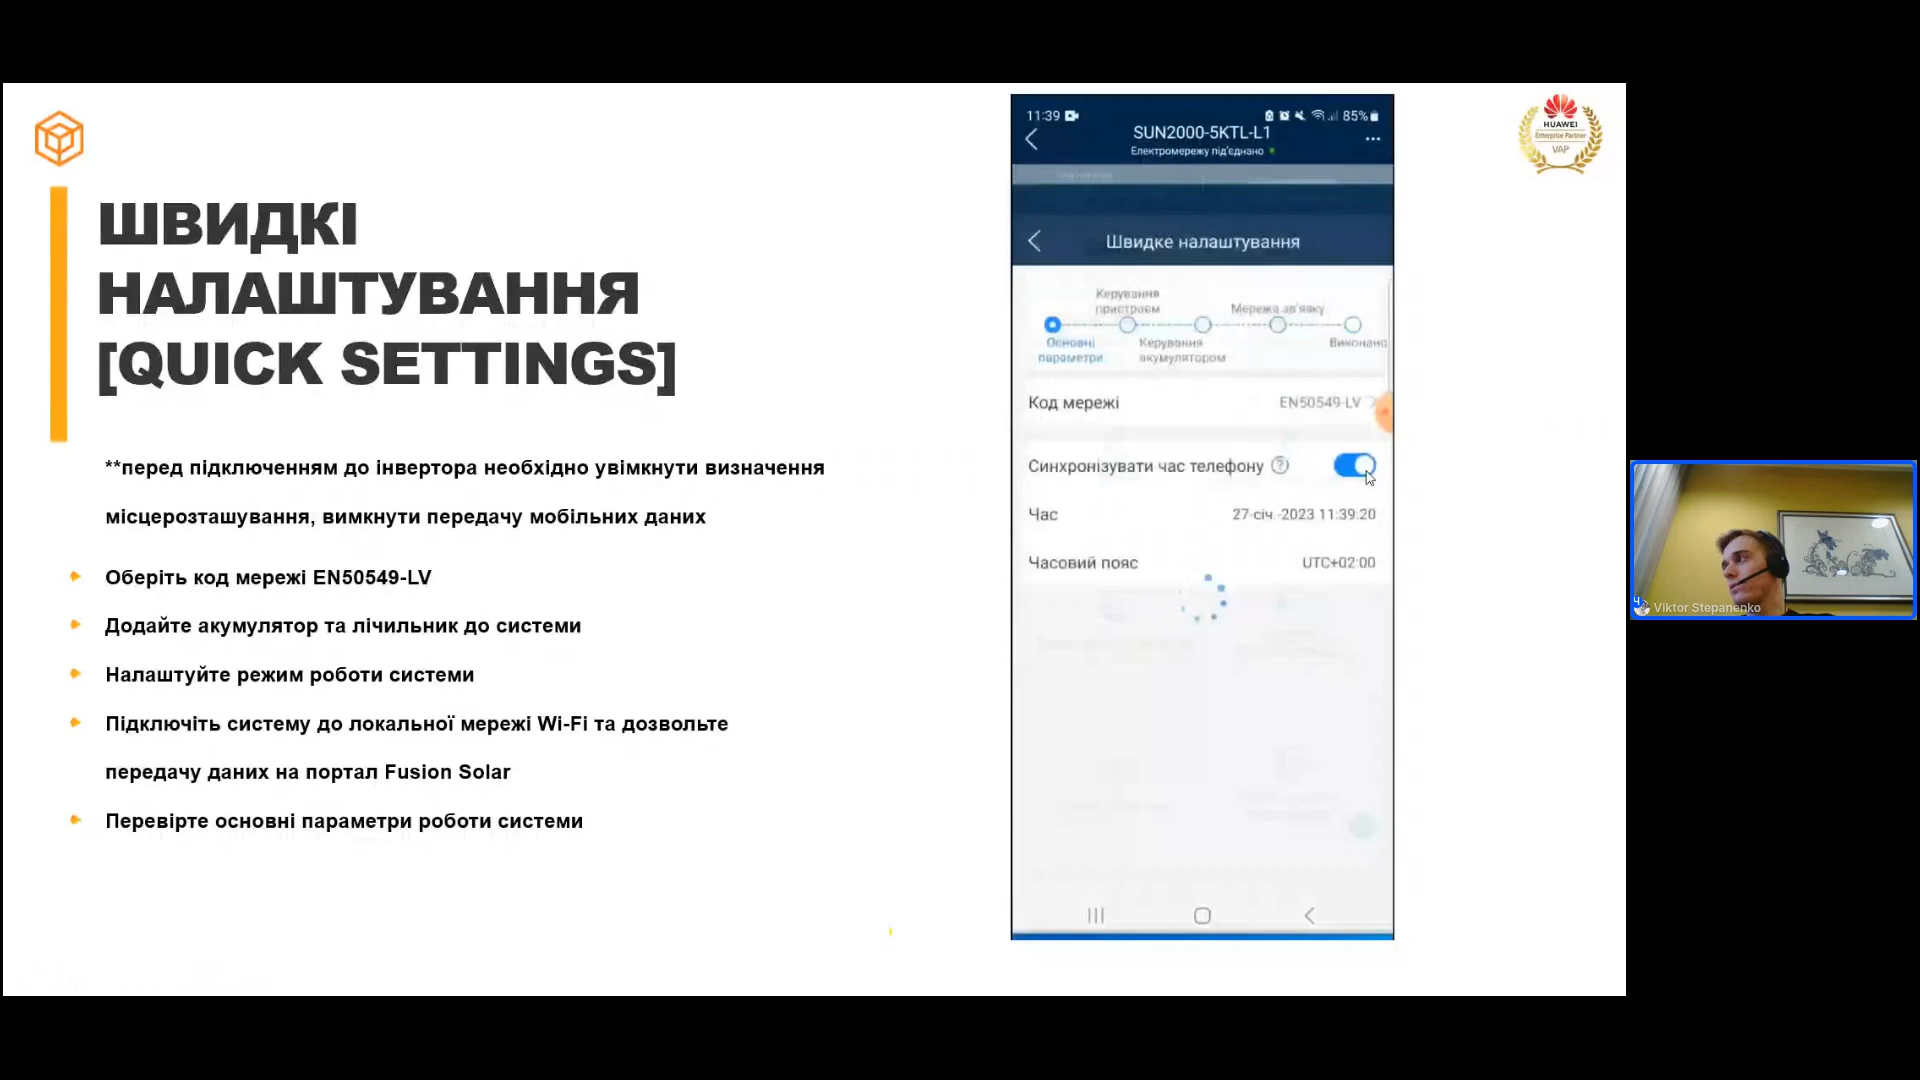 ШВИДКІ
НАЛАШТУВАННЯ
[QUICK SETTINGS]
**перед підключенням до інвертора необхідно увімкнути визначення
місцерозташування, вимкнути передачу мобільних даних
Оберіть код мережі EN50549-LV
Додайте акумулятор та лічильник до системи
Налаштуйте режим роботи системи
Підключіть систему до локальної мережі Wi-Fi та дозвольте
передачу даних на портал Fusion Solar
Перевірте основні параметри роботи системи
11:39
85%
SUN2000-5KTL-L1
Електромережу під'єднано
Швидке налаштування
Керування
пристроєм
Мережа зв'язку
Основні
параметри
Керування
акумулятором
Виконано
Код мережі
EN50549-LV
Синхронізувати час телефону
Час
27-січ.-2023 11:39:20
Часовий пояс
UTC+02:00
HUAWEI
Enterprise Partner
VAP
Viktor Stepanenko